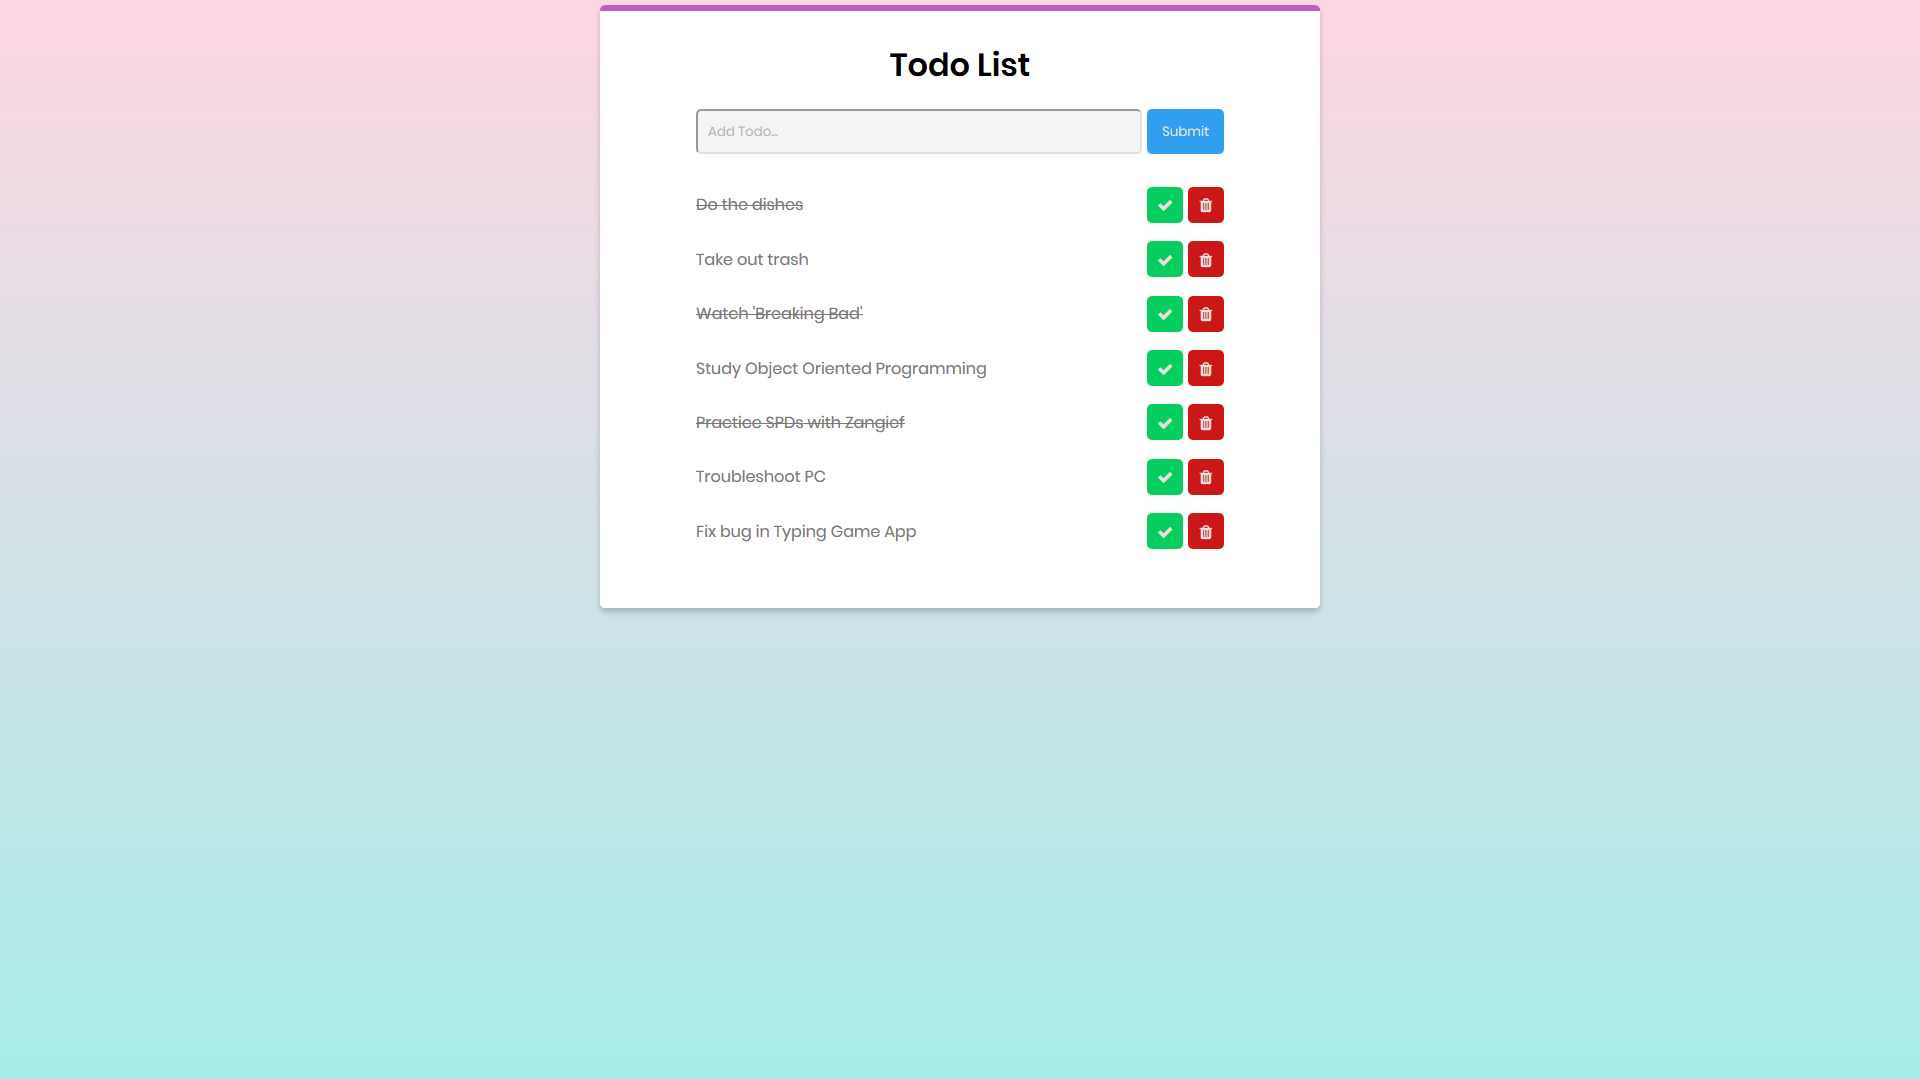 Todo List
Add Todo...
Submit
Do the dishes
Take out trash
Watch 'Breaking Bad'
Study Object Oriented Programming
Practice SPDs with Zangief
Troubleshoot PC
Fix bug in Typing Game App